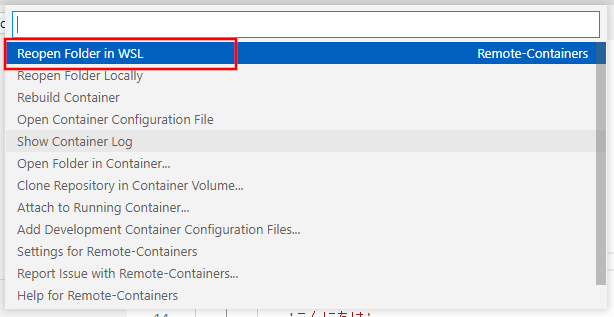 Reopen Folder in WSL Remote-Containers
Reopen Folder Locally
Rebuild Container
Open Container Configuration File
Show Container Log
Open Folder in Container...
Clone Repository in Container Volume...
Attach to Running Container...
Add Development Container Configuration Files...
Settings for Remote-Containers
Report Issue with Remote-Containers...
Help for Remote-Containers